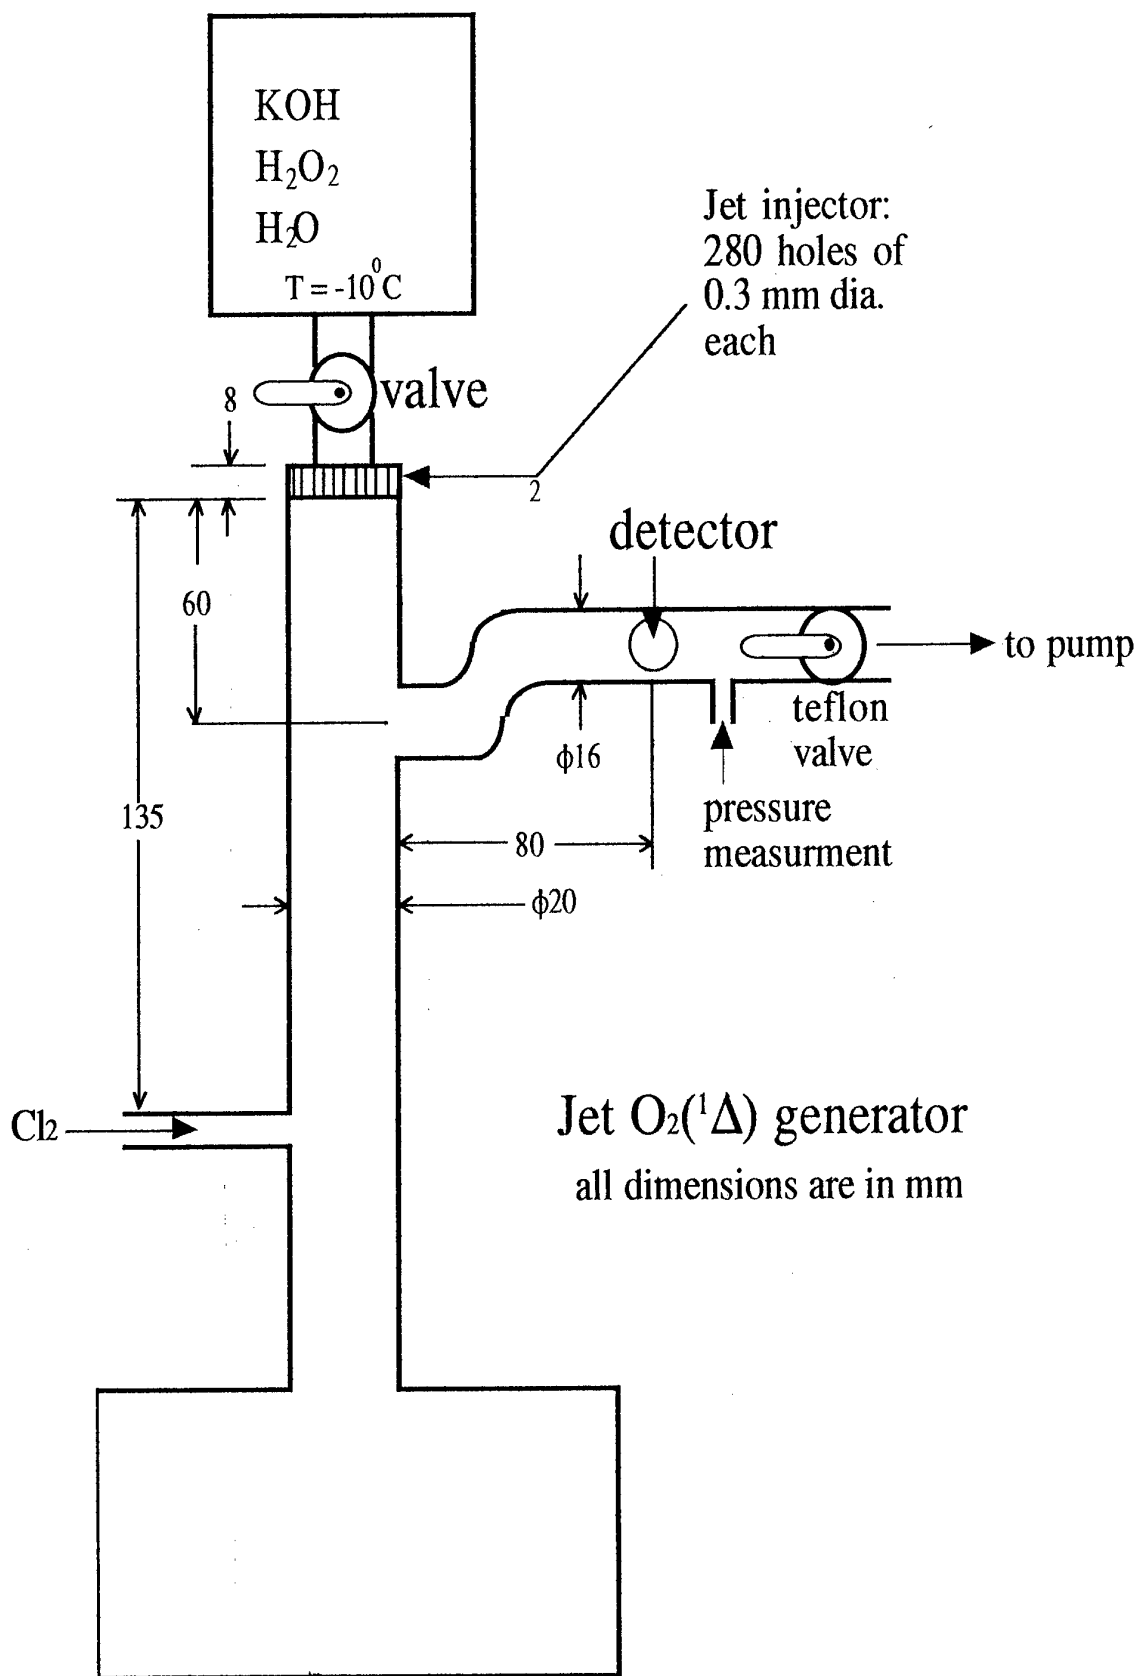 KOH
H₂O₂
H₂O
T = -10⁰C
Jet injector:
280 holes of
0.3 mm dia.
each
valve
8
2
detector
60
to pump
teflon
valve
ϕ16
135
pressure
measurment
80
ϕ20
Cl₂
Jet O₂(¹Δ) generator
all dimensions are in mm